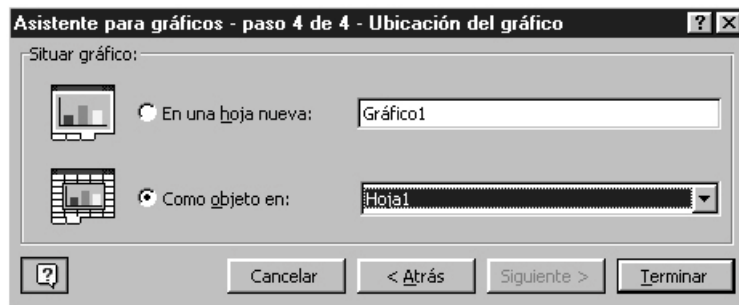 Asistente para gráficos - paso 4 de 4 - Ubicación del gráfico
Situar gráfico:
En una hoja nueva: Gráfico1
Como objeto en: Hoja1
Cancelar < Atrás Siguiente > Terminar